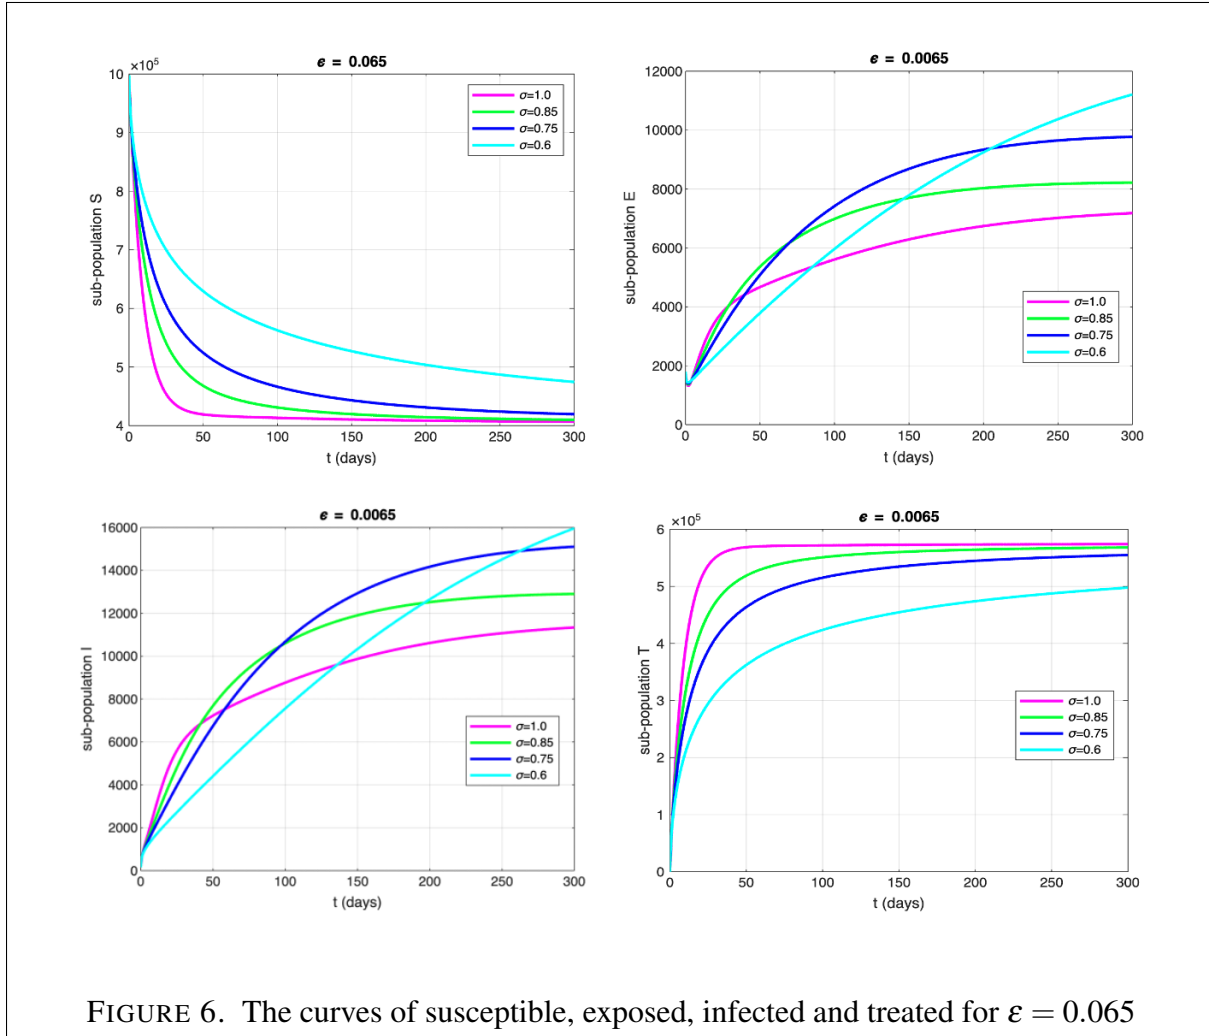 ϵ = 0.065
×10⁵
10
9
8
7
6
5
4
sub-population S
0 50 100 150 200 250 300
t (days)
σ=1.0
σ=0.85
σ=0.75
σ=0.6
ϵ = 0.0065
12000
10000
8000
6000
4000
2000
0
sub-population E
0 50 100 150 200 250 300
t (days)
σ=1.0
σ=0.85
σ=0.75
σ=0.6
ϵ = 0.0065
16000
14000
12000
10000
8000
6000
4000
2000
0
sub-population I
0 50 100 150 200 250 300
t (days)
σ=1.0
σ=0.85
σ=0.75
σ=0.6
ϵ = 0.0065
×10⁵
6
5
4
3
2
1
0
sub-population T
0 50 100 150 200 250 300
t (days)
σ=1.0
σ=0.85
σ=0.75
σ=0.6
FIGURE 6. The curves of susceptible, exposed, infected and treated for ε = 0.065